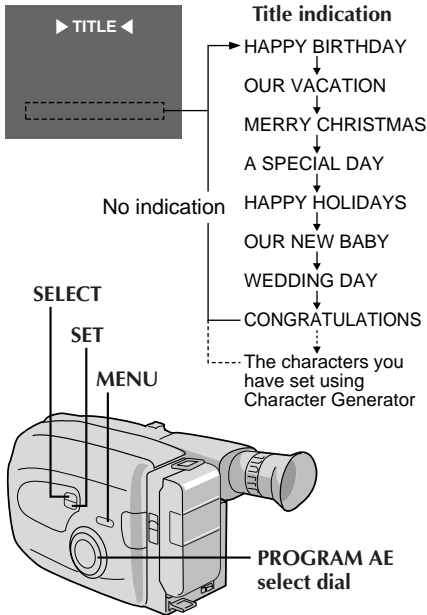 ▶ TITLE ◀
Title indication
HAPPY BIRTHDAY
OUR VACATION
MERRY CHRISTMAS
A SPECIAL DAY
HAPPY HOLIDAYS
OUR NEW BABY
WEDDING DAY
CONGRATULATIONS
The characters you
have set using
Character Generator
No indication
SELECT
SET
MENU
PROGRAM AE
select dial